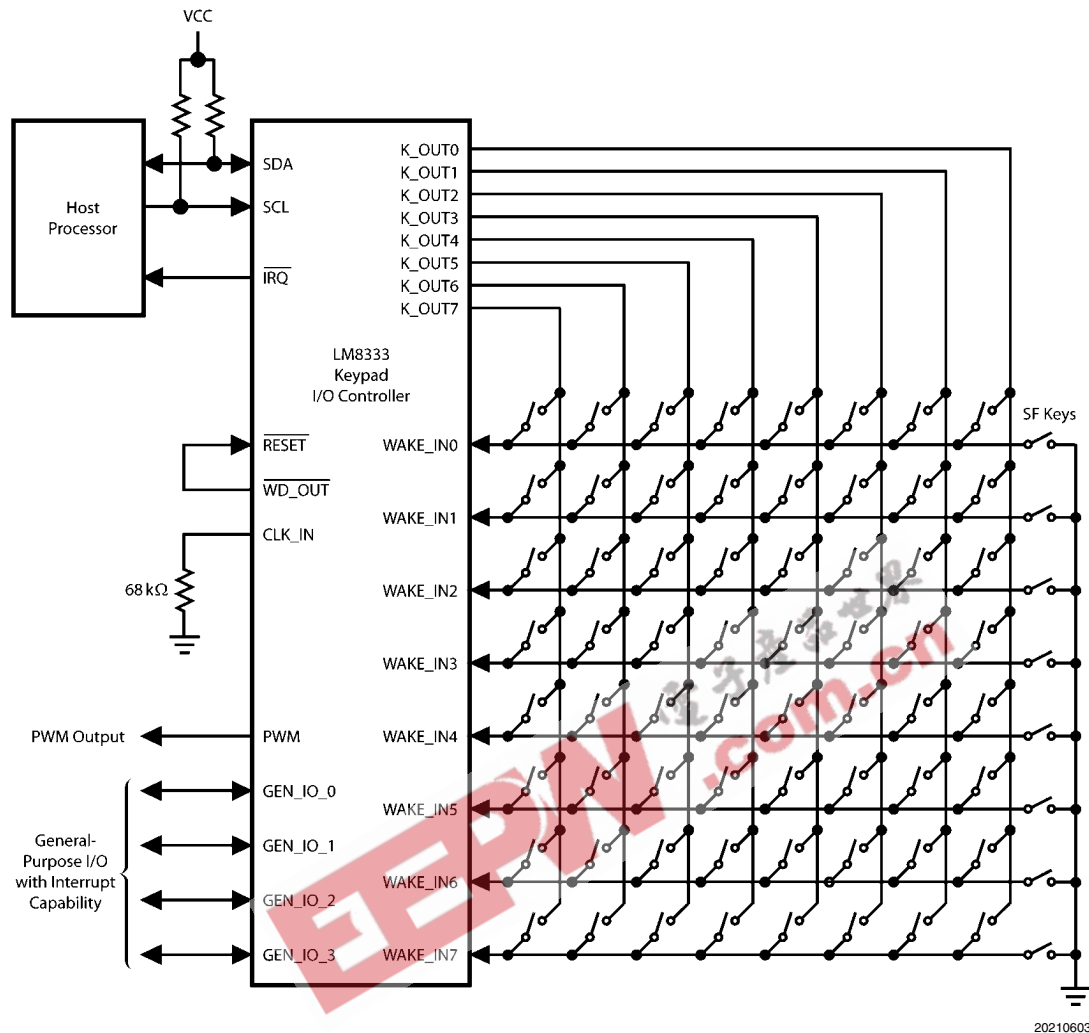 VCC
Host
Processor
SDA
SCL
IRQ
K_OUT0
K_OUT1
K_OUT2
K_OUT3
K_OUT4
K_OUT5
K_OUT6
K_OUT7
LM8333
Keypad
I/O Controller
SF Keys
RESET
WD_OUT
CLK_IN
68 kΩ
WAKE_IN0
WAKE_IN1
WAKE_IN2
WAKE_IN3
WAKE_IN4
WAKE_IN5
WAKE_IN6
WAKE_IN7
PWM Output
PWM
GEN_IO_0
GEN_IO_1
GEN_IO_2
GEN_IO_3
General-
Purpose I/O
with Interrupt
Capability
EEPW.com.cn
20210603